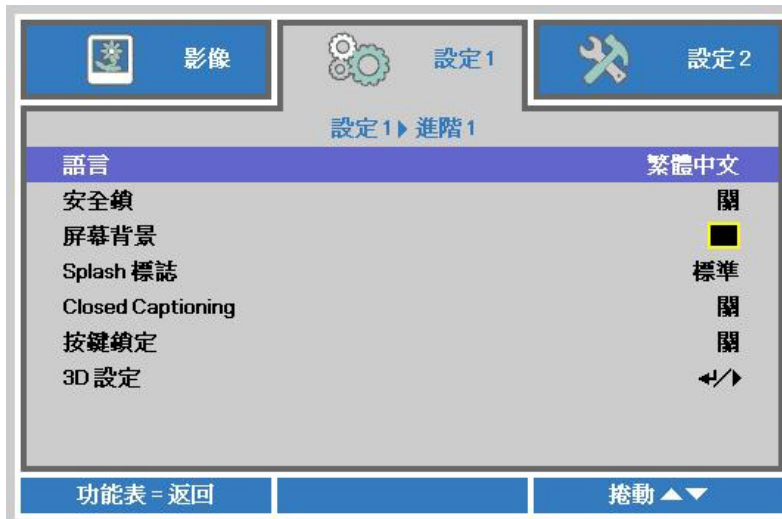 影像 設定1 設定2
設定1 進階1
語言 繁體中文
安全鎖 關
屏幕背景
Splash 標誌 標準
Closed Captioning 關
按鍵鎖定 關
3D 設定 ↵/▶
功能表 = 返回 捲動 ▲▼